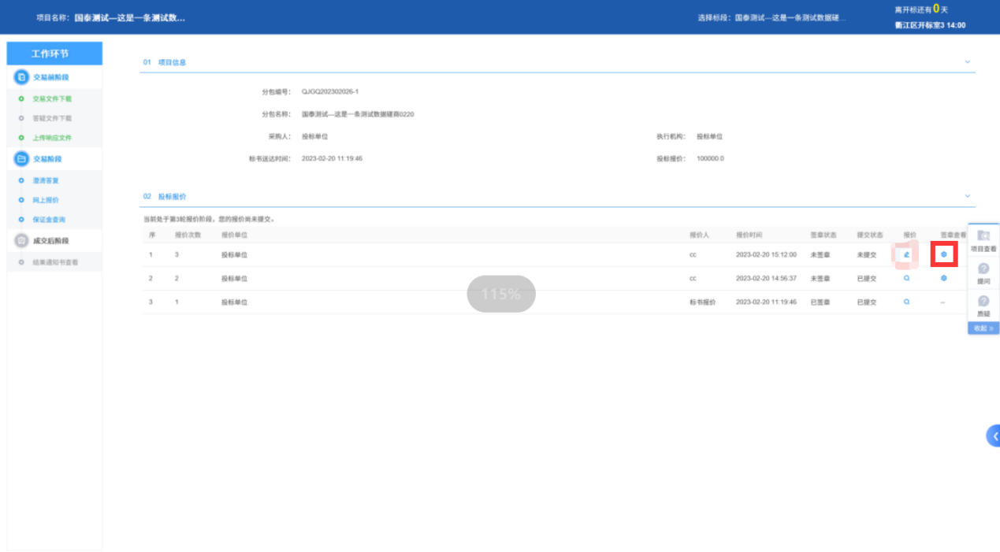 项目名称：国泰测试—这是一条测试数...
选择标段：国泰测试—这是一条测试数据磋...
离开标还有0天
衢江区开标室3 14:00
工作环节
交易前阶段
交易文件下载
答疑文件下载
上传响应文件
交易阶段
澄清答复
网上报价
保证金查询
成交后阶段
结果通知书查看
01 项目信息
分包编号： QJGQ202302026-1
分包名称： 国泰测试—这是一条测试数据磋商0220
采购人： 投标单位 执行机构： 投标单位
标书送达时间： 2023-02-20 11:19:46 投标报价： 100000.0
02 投标报价
当前处于第3轮报价阶段，您的报价尚未提交。
序 报价次数 报价单位 报价人 报价时间 签章状态 提交状态 报价 签章查看
1 3 投标单位 cc 2023-02-20 15:12:00 未签章 未提交
2 2 投标单位 cc 2023-02-20 14:56:37 未签章 已提交
3 1 投标单位 标书报价 2023-02-20 11:19:46 已签章 已提交 --
115%
项目查看
提问
质疑
收起 »